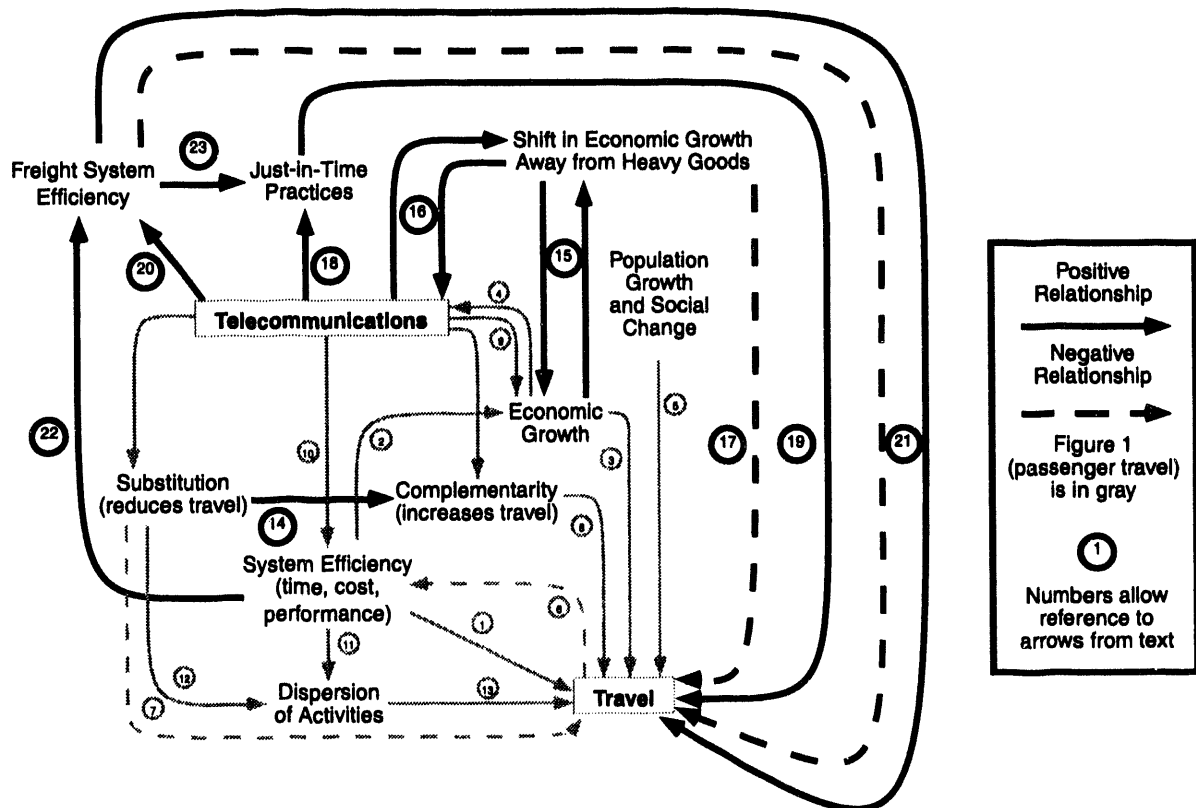 23
Shift in Economic Growth
Away from Heavy Goods
Freight System
Efficiency
Just-in-Time
Practices
16
20
18
15
Population
Growth
and Social
Change
Telecommunications
4
9
22
2
Economic
Growth
5
3
17
19
21
10
Substitution
(reduces travel)
14
Complementarity
(increases travel)
8
System Efficiency
(time, cost,
performance)
6
1
11
12
7
Dispersion
of Activities
13
Travel
Positive
Relationship
Negative
Relationship
Figure 1
(passenger travel)
is in gray
1
Numbers allow
reference to
arrows from text